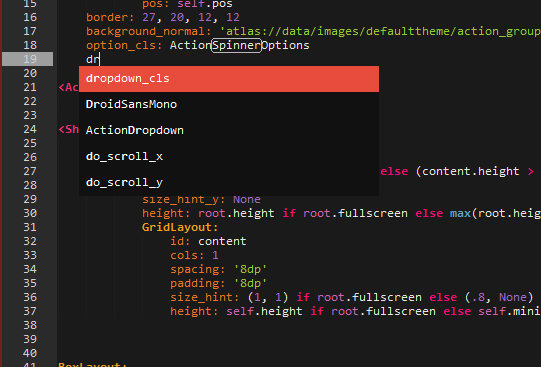 15 pos: self.pos
16 border: 27, 20, 12, 12
17 background_normal: 'atlas://data/images/defaulttheme/action_group
18 option_cls: ActionSpinnerOptions
19 dr
20 dropdown_cls
21 <Ac
22 DroidSansMono
23 ActionDropdown
24 <Sh
25 do_scroll_x
26
27 else (content.height >
28 do_scroll_y
29 size_hint_y: None
30 height: root.height if root.fullscreen else max(root.heig
31 GridLayout:
32 id: content
33 cols: 1
34 spacing: '8dp'
35 padding: '8dp'
36 size_hint: (1, 1) if root.fullscreen else (.8, None)
37 height: self.height if root.fullscreen else self.mini
38
39
40
41 BoxLayout: